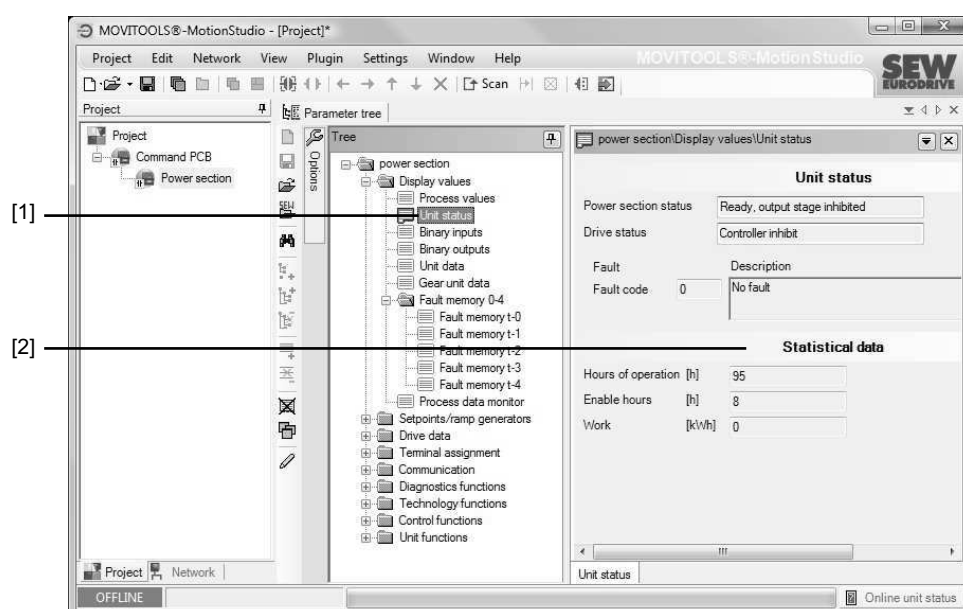 MOVITOOLS®-MotionStudio - [Project]*
Project Edit Network View Plugin Settings Window Help
MOVITOOLS®-MotionStudio
SEW
EURODRIVE
Scan
Project
Parameter tree
Project
Command PCB
Power section
Options
SEW
Tree
power section
Display values
Process values
[1]
Unit status
Binary inputs
Binary outputs
Unit data
Gear unit data
Fault memory 0-4
Fault memory t-0
Fault memory t-1
[2]
Fault memory t-2
Fault memory t-3
Fault memory t-4
Process data monitor
Setpoints/ramp generators
Drive data
Terminal assignment
Communication
Diagnostics functions
Technology functions
Control functions
Unit functions
power section\Display values\Unit status
Unit status
Power section status Ready, output stage inhibited
Drive status Controller inhibit
Fault Description
Fault code 0 No fault
Statistical data
Hours of operation [h] 95
Enable hours [h] 8
Work [kWh] 0
Project Network
Unit status
OFFLINE
Online unit status